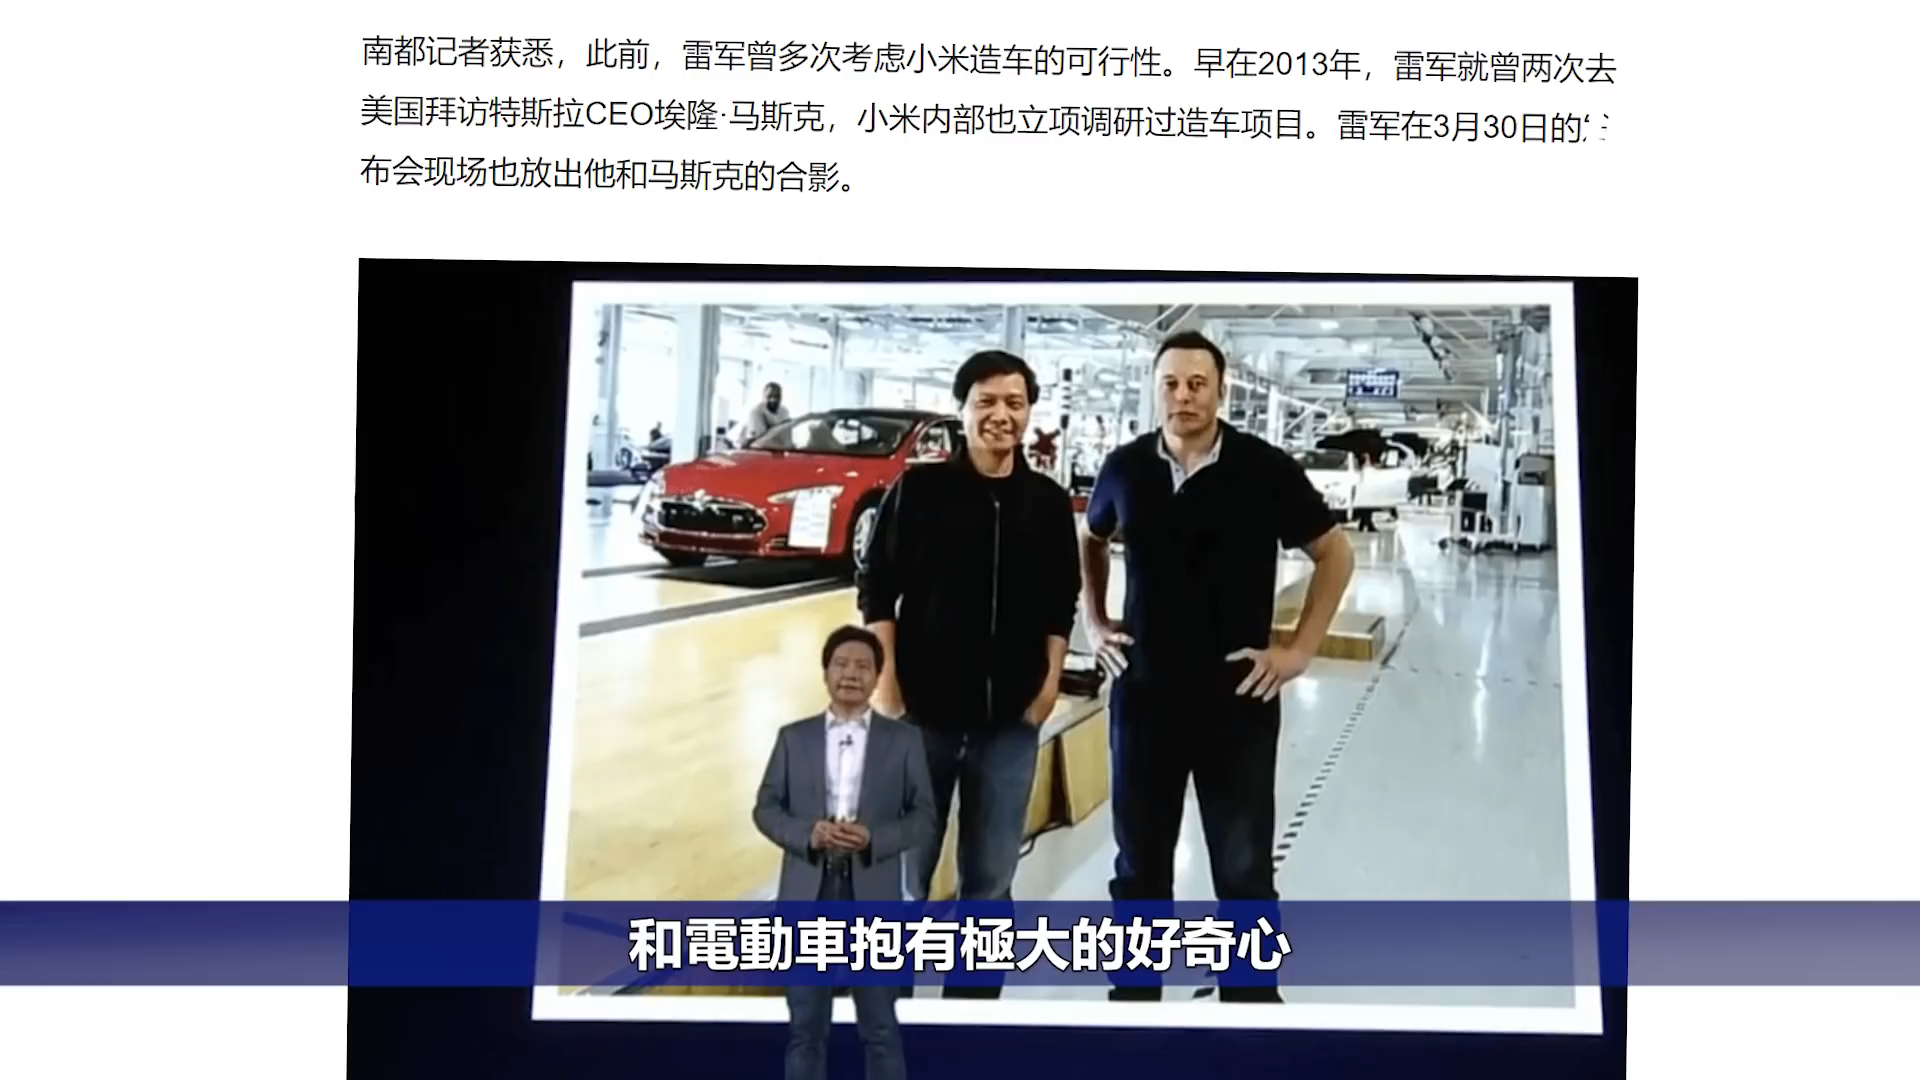 南都记者获悉，此前，雷军曾多次考虑小米造车的可行性。早在2013年，雷军就曾两次去
美国拜访特斯拉CEO埃隆·马斯克，小米内部也立项调研过造车项目。雷军在3月30日的
布会现场也放出他和马斯克的合影。
和電動車抱有極大的好奇心